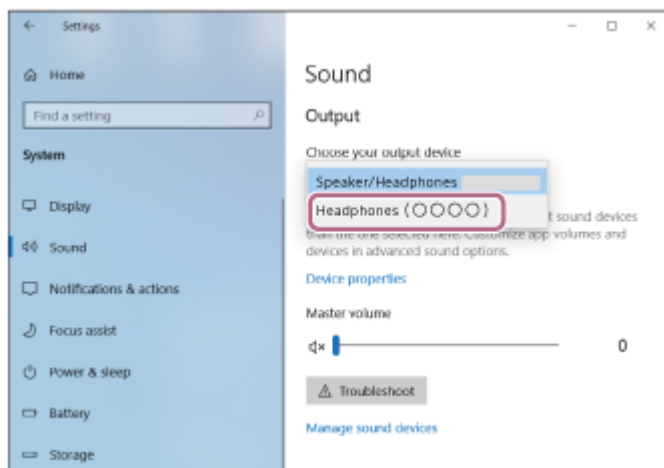 Settings
Home
Find a setting
System
Display
Sound
Notifications & actions
Focus assist
Power & sleep
Battery
Storage
Sound
Output
Choose your output device
Speaker/Headphones
Headphones (○○○○)
t sound devices
than the one selected here. Customize app volumes and
devices in advanced sound options.
Device properties
Master volume
0
Troubleshoot
Manage sound devices